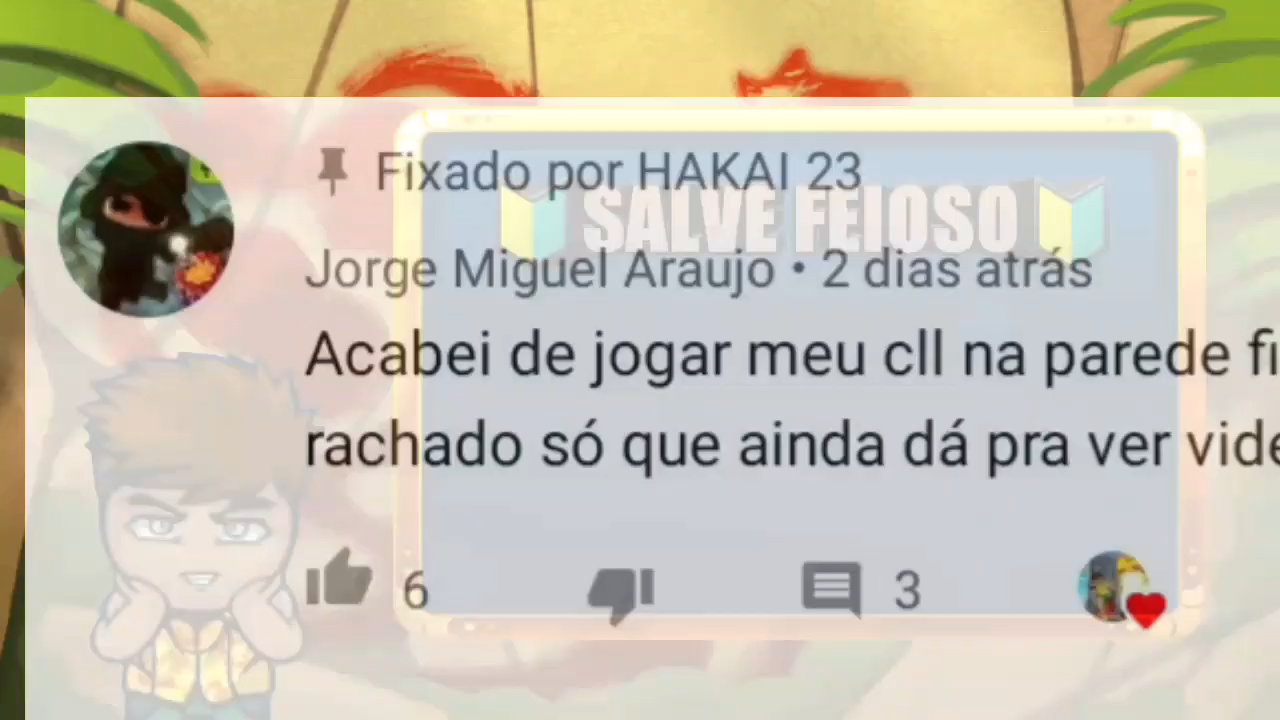 Fixado por HAKAI 23
SALVE FEIOSO
Jorge Miguel Araujo • 2 dias atrás
Acabei de jogar meu cll na parede
rachado só que ainda dá pra ver
6
3